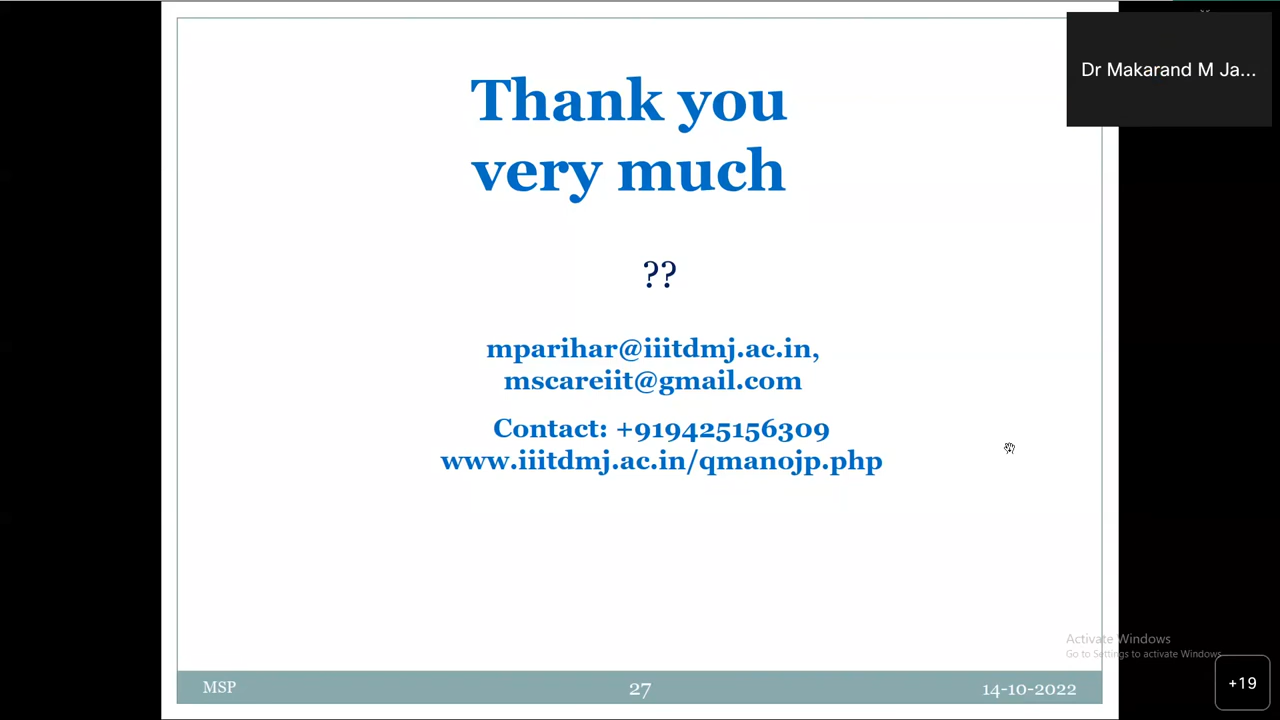 Thank you
very much
Dr Makarand M Ja...
??
mparihar@iiitdmj.ac.in,
mscareiit@gmail.com
Contact: +919425156309
www.iiitdmj.ac.in/qmanojp.php
Activate Windows
Go to Settings to activate Windows.
MSP
27
14-10-2022
+19